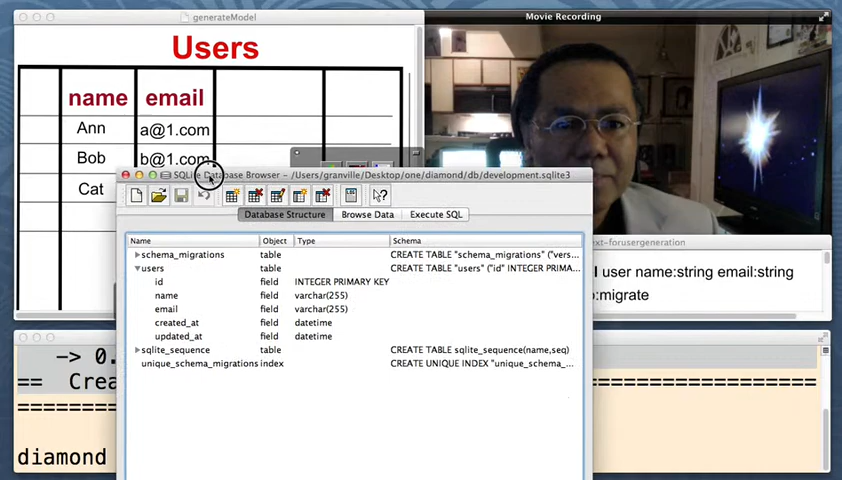 generateModel
Movie Recording
Users
name email
Ann a@1.com
Bob b@1.com
Cat
SQLite Database Browser - /Users/granville/Desktop/one/diamond/db/development.sqlite3
Database Structure Browse Data Execute SQL
Name Object Type Schema
schema_migrations table CREATE TABLE "schema_migrations" ("vers...
users table CREATE TABLE "users" ("id" INTEGER PRIMA...
id field INTEGER PRIMARY KEY
name field varchar(255)
email field varchar(255)
created_at field datetime
updated_at field datetime
sqlite_sequence table CREATE TABLE sqlite_sequence(name,seq)
unique_schema_migrations index CREATE UNIQUE INDEX "unique_schema_...
ext-forusergeneration
l user name:string email:string
o:migrate
-> 0.
== Crea
diamond